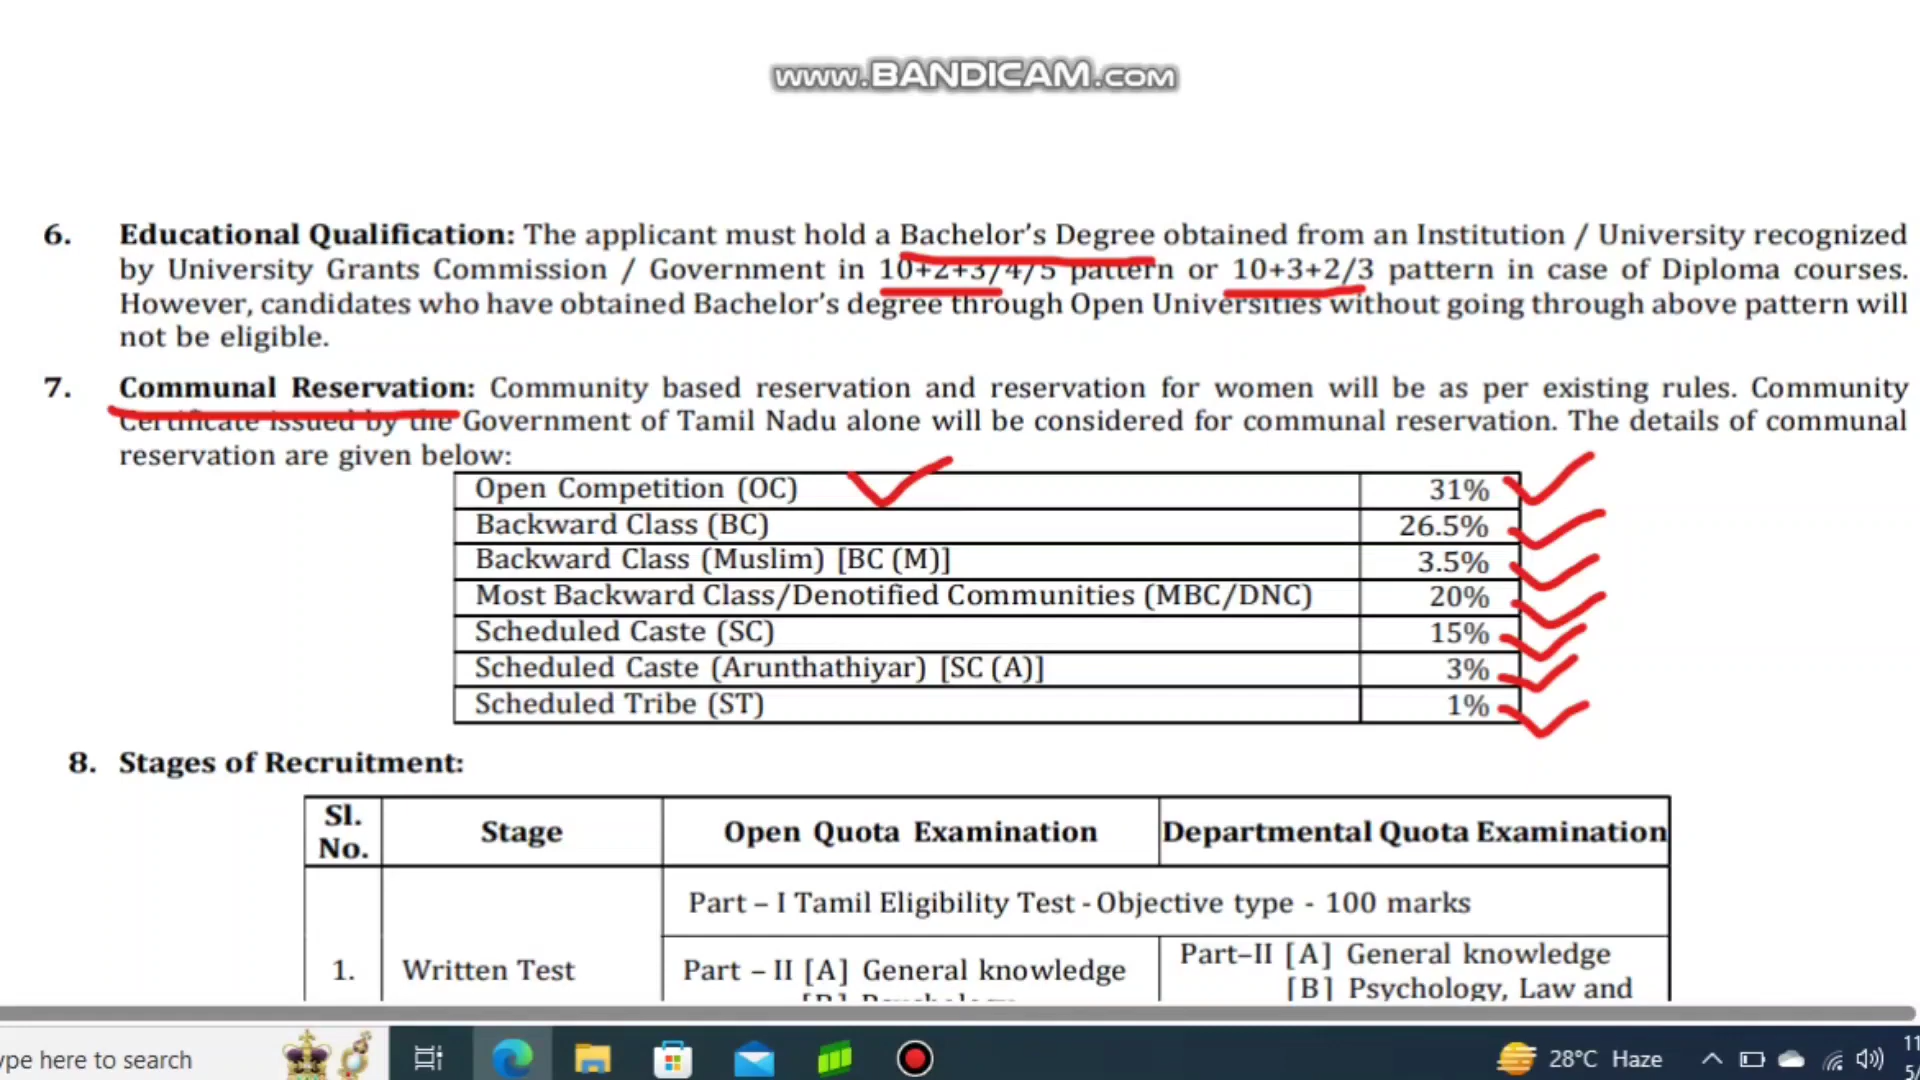 www.BANDICAM.COM
6. Educational Qualification: The applicant must hold a Bachelor's Degree obtained from an Institution / University recognized
by University Grants Commission / Government in 10+2+3/4/5 pattern or 10+3+2/3 pattern in case of Diploma courses.
However, candidates who have obtained Bachelor's degree through Open Universities without going through above pattern will
not be eligible.
7. Communal Reservation: Community based reservation and reservation for women will be as per existing rules. Community
Certificate issued by the Government of Tamil Nadu alone will be considered for communal reservation. The details of communal
reservation are given below:
Open Competition (OC) 31%
Backward Class (BC) 26.5%
Backward Class (Muslim) [BC (M)] 3.5%
Most Backward Class/Denotified Communities (MBC/DNC) 20%
Scheduled Caste (SC) 15%
Scheduled Caste (Arunthathiyar) [SC (A)] 3%
Scheduled Tribe (ST) 1%
8. Stages of Recruitment:
Sl. No. Stage Open Quota Examination Departmental Quota Examination
Part – I Tamil Eligibility Test - Objective type - 100 marks
1. Written Test Part – II [A] General knowledge Part–II [A] General knowledge
[B] Psychology, Law and
ype here to search 28°C Haze